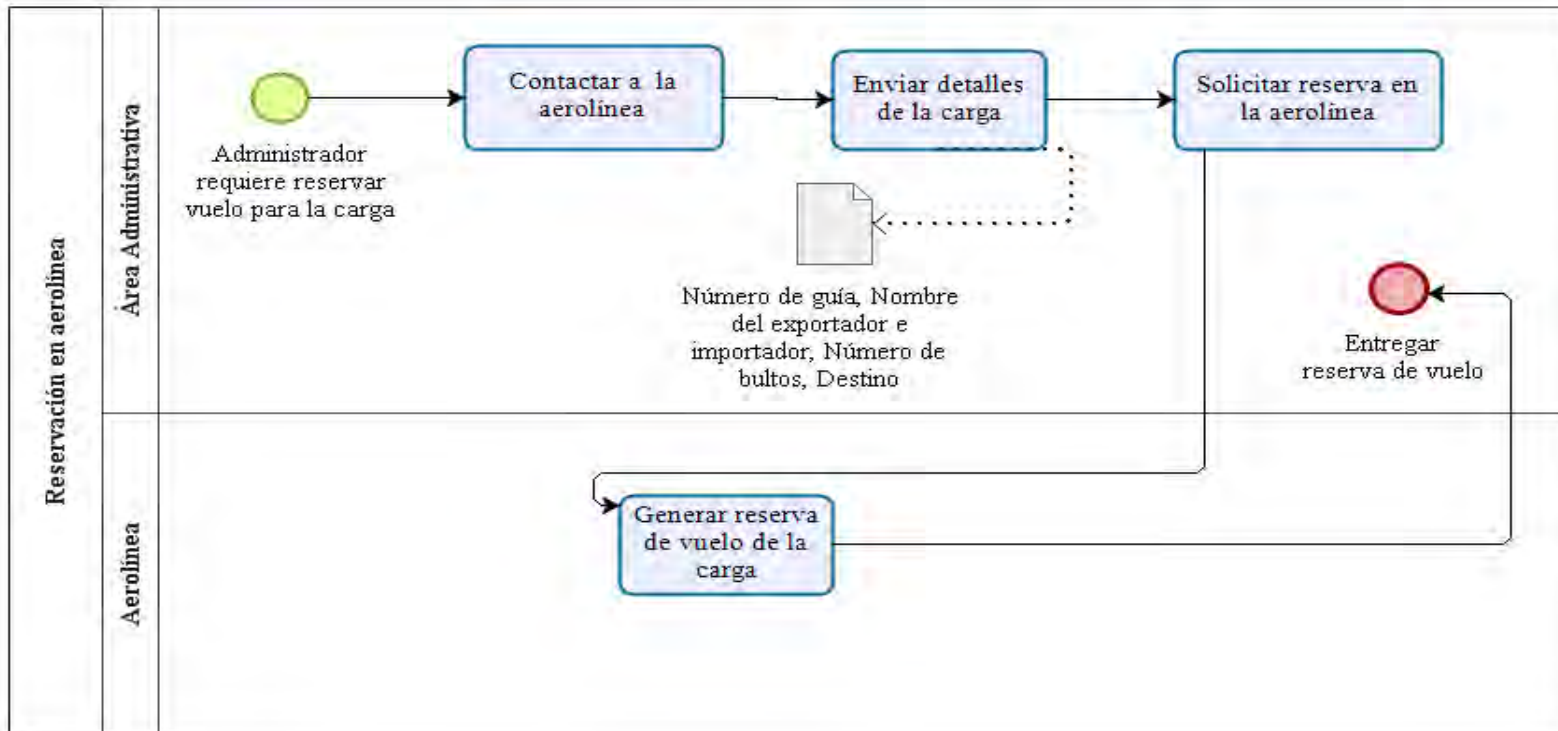 Reservación en aerolínea
Área Administrativa
Administrador
requiere reservar
vuelo para la carga
Contactar a la
aerolínea
Enviar detalles
de la carga
Solicitar reserva en
la aerolínea
Número de guía, Nombre
del exportador e
importador, Número de
bultos, Destino
Entregar
reserva de vuelo
Aerolínea
Generar reserva
de vuelo de la
carga